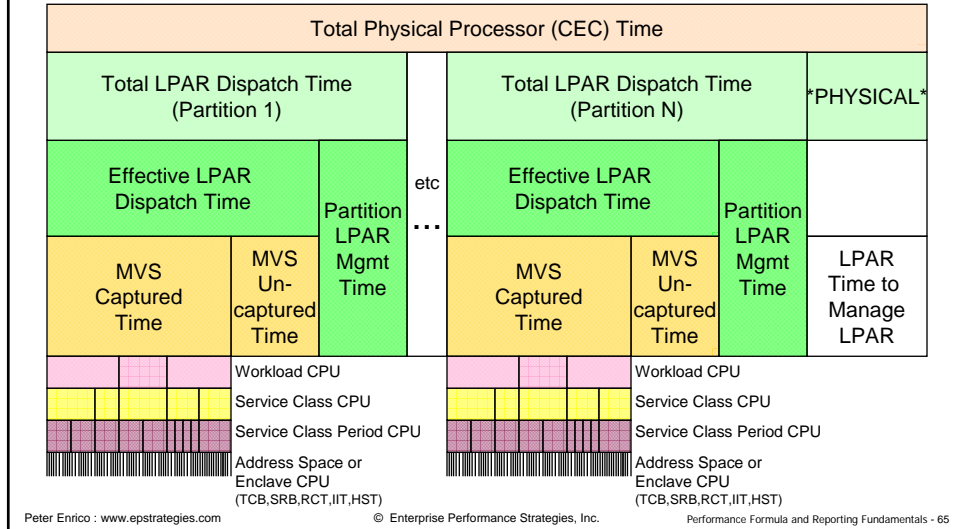 Total Physical Processor (CEC) Time
Total LPAR Dispatch Time
(Partition 1)
Total LPAR Dispatch Time
(Partition N)
*PHYSICAL*
Effective LPAR
Dispatch Time
Partition
LPAR
Mgmt
Time
etc
...
Effective LPAR
Dispatch Time
Partition
LPAR
Mgmt
Time
MVS
Captured
Time
MVS
Un-
captured
Time
MVS
Captured
Time
MVS
Un-
captured
Time
LPAR
Time to
Manage
LPAR
Workload CPU
Service Class CPU
Service Class Period CPU
Address Space or
Enclave CPU
(TCB,SRB,RCT,IIT,HST)
Workload CPU
Service Class CPU
Service Class Period CPU
Address Space or
Enclave CPU
(TCB,SRB,RCT,IIT,HST)
Peter Enrico : www.epstrategies.com
© Enterprise Performance Strategies, Inc.
Performance Formula and Reporting Fundamentals - 65